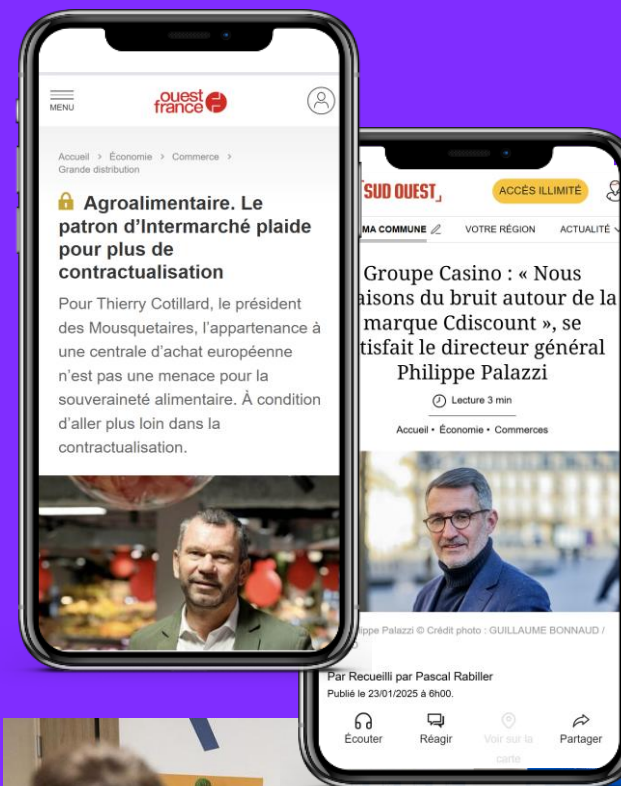 MENU
ouest
france
Accueil > Économie > Commerce >
Grande distribution
Agroalimentaire. Le
patron d'Intermarché plaide
pour plus de
contractualisation
Pour Thierry Cotillard, le président
des Mousquetaires, l'appartenance à
une centrale d'achat européenne
n'est pas une menace pour la
souveraineté alimentaire. À condition
d'aller plus loin dans la
contractualisation.
SUD OUEST
ACCÈS ILLIMITÉ
MA COMMUNE
VOTRE RÉGION
ACTUALITÉ
Groupe Casino : « Nous
aisons du bruit autour de la
marque Cdiscount », se
tisfait le directeur général
Philippe Palazzi
Lecture 3 min
Accueil • Économie • Commerces
ippe Palazzi © Crédit photo : GUILLAUME BONNAUD /
Par Recueilli par Pascal Rabiller
Publié le 23/01/2025 à 6h00.
Écouter
Réagir
Voir sur la
carte
Partager